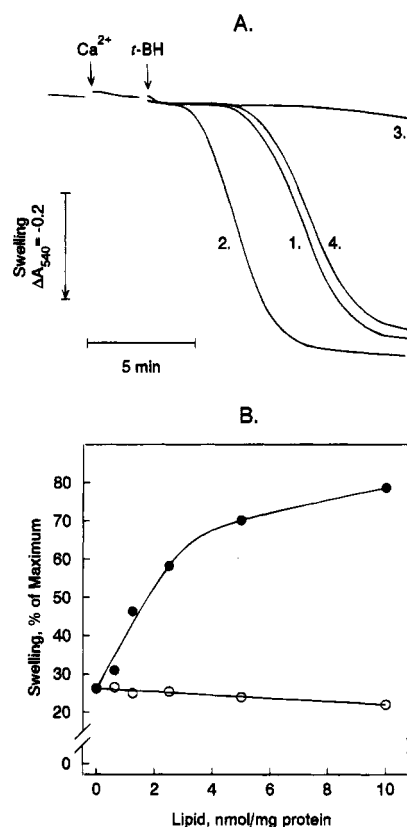 A.
Ca²⁺
t-BH
3.
Swelling
ΔA₅₄₀ = -0.2
2.
1.
4.
5 min
B.
Swelling, % of Maximum
80
70
60
50
40
30
20
0
0
2
4
6
8
10
Lipid, nmol/mg protein